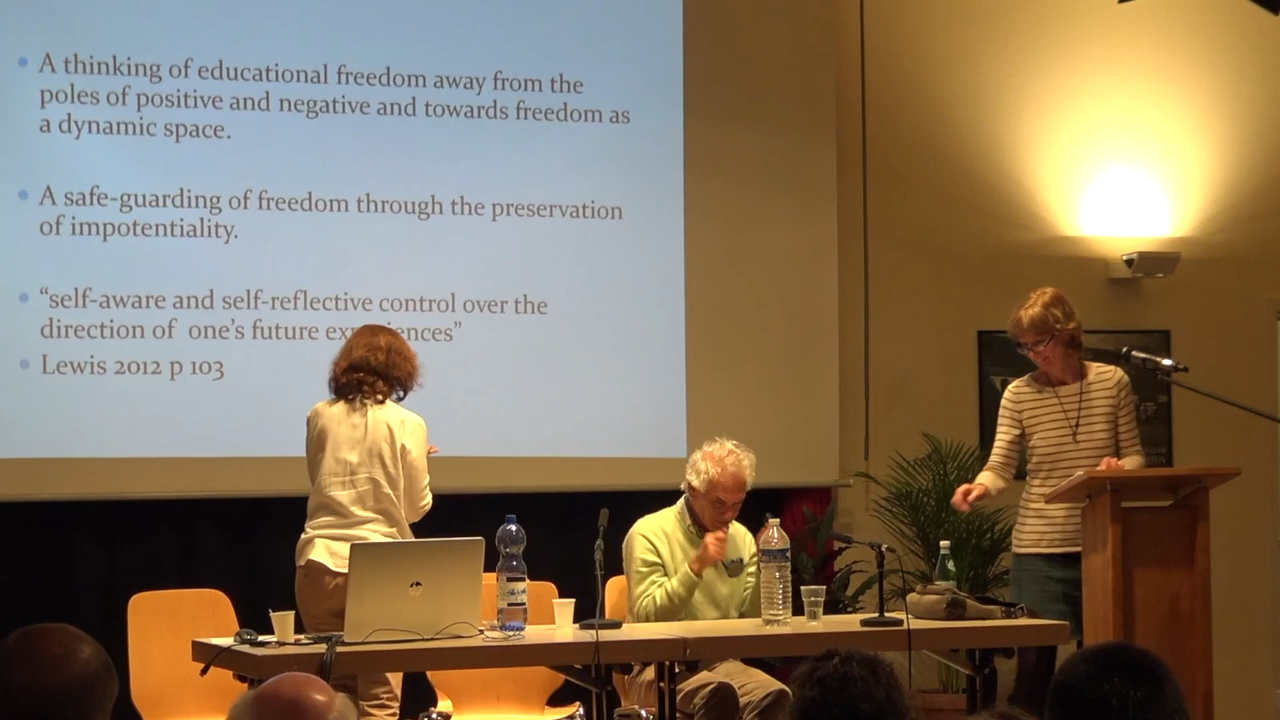 A thinking of educational freedom away from the
poles of positive and negative and towards freedom as
a dynamic space.
A safe-guarding of freedom through the preservation
of impotentiality.
“self-aware and self-reflective control over the
direction of one’s future experiences”
Lewis 2012 p 103
hp